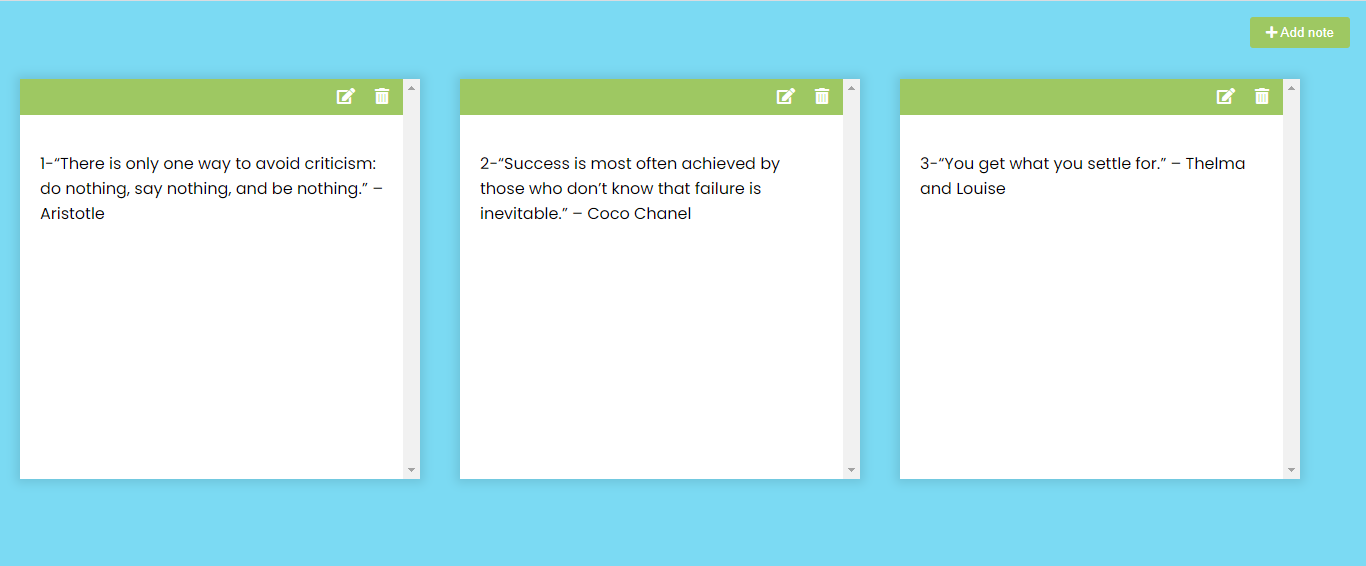 Add note
1-“There is only one way to avoid criticism:
do nothing, say nothing, and be nothing.” –
Aristotle
2-“Success is most often achieved by
those who don’t know that failure is
inevitable.” – Coco Chanel
3-“You get what you settle for.” – Thelma
and Louise